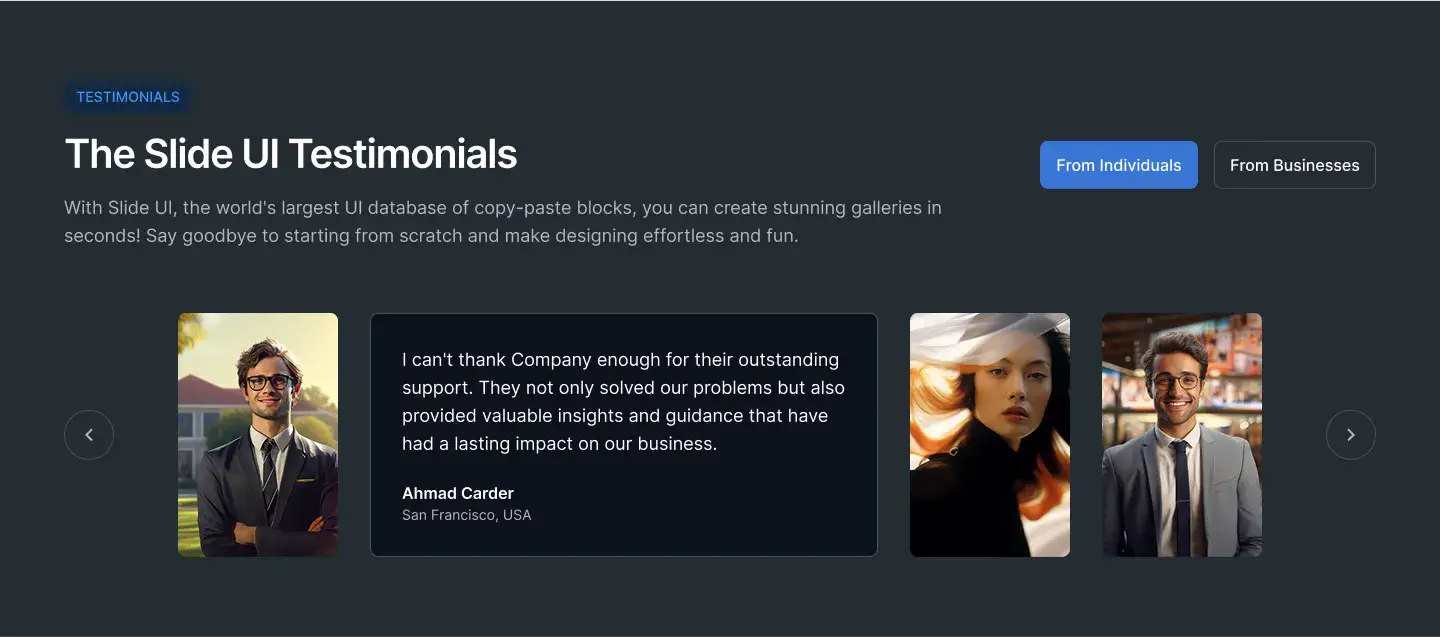 TESTIMONIALS
The Slide UI Testimonials
From Individuals
From Businesses
With Slide UI, the world's largest UI database of copy-paste blocks, you can create stunning galleries in
seconds! Say goodbye to starting from scratch and make designing effortless and fun.
I can't thank Company enough for their outstanding
support. They not only solved our problems but also
provided valuable insights and guidance that have
had a lasting impact on our business.
Ahmad Carder
San Francisco, USA